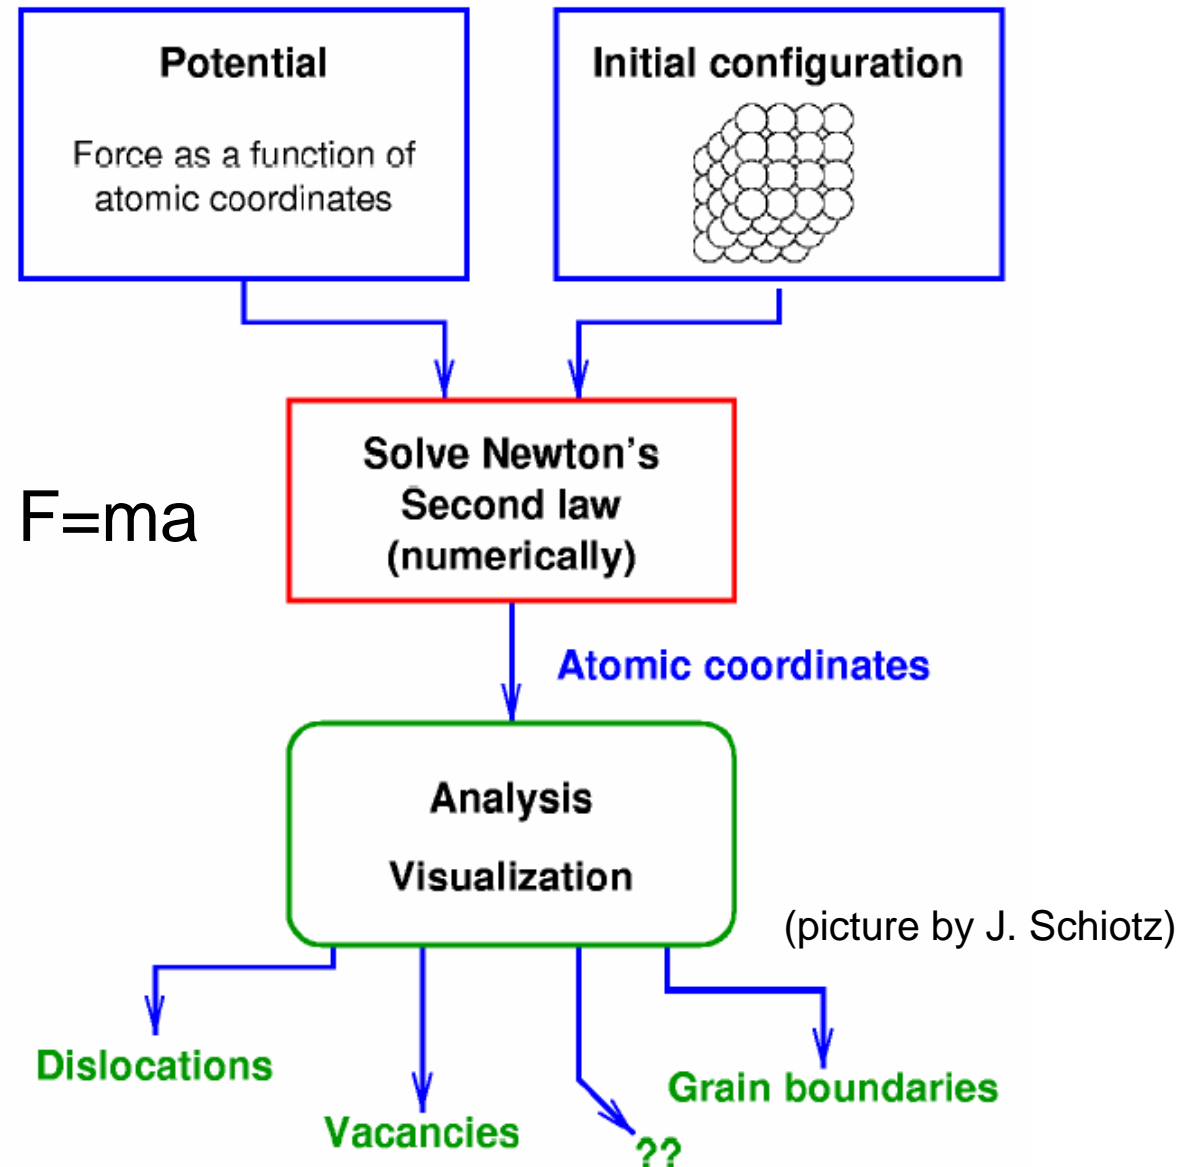 Potential
Force as a function of
atomic coordinates
Initial configuration
Solve Newton's
Second law
(numerically)
F=ma
Atomic coordinates
Analysis
Visualization
(picture by J. Schiotz)
Dislocations
Vacancies
??
Grain boundaries